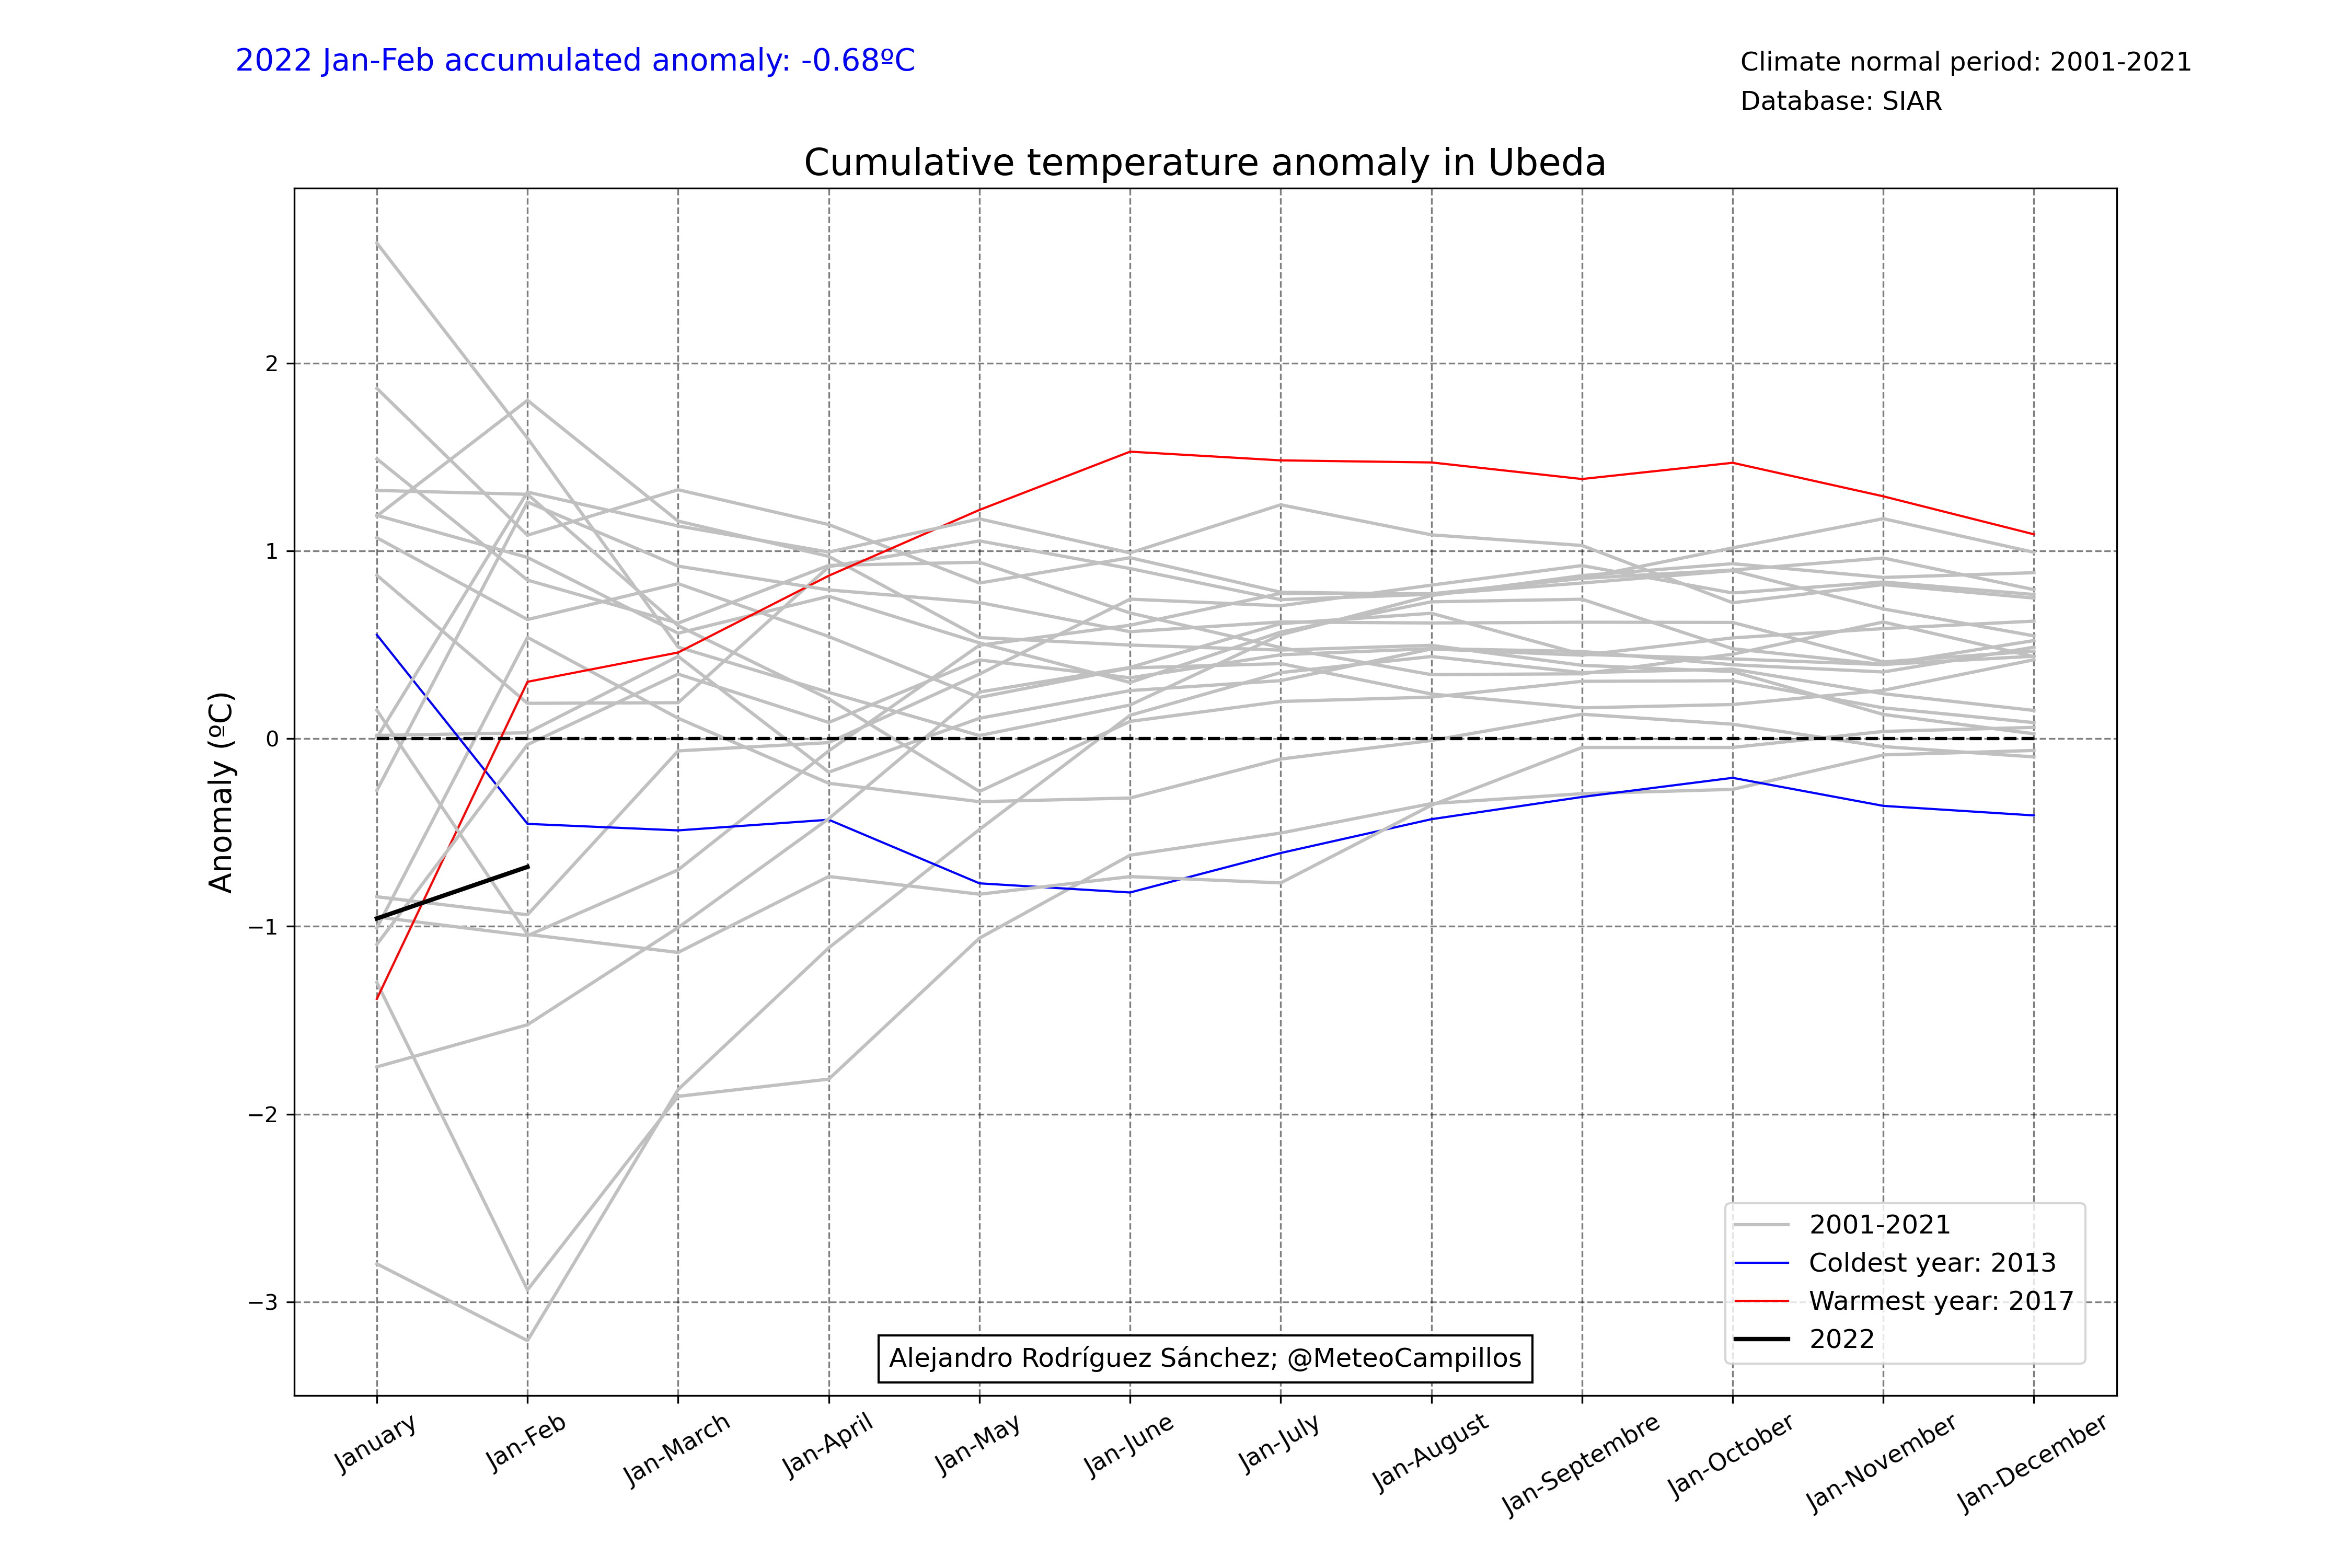 2022 Jan-Feb accumulated anomaly: -0.68ºC
Climate normal period: 2001-2021
Database: SIAR
Cumulative temperature anomaly in Ubeda
Anomaly (ºC)
2
1
0
−1
−2
−3
2001-2021
Coldest year: 2013
Warmest year: 2017
2022
Alejandro Rodríguez Sánchez; @MeteoCampillos
January
Jan-Feb
Jan-March
Jan-April
Jan-May
Jan-June
Jan-July
Jan-August
Jan-Septembre
Jan-October
Jan-November
Jan-December